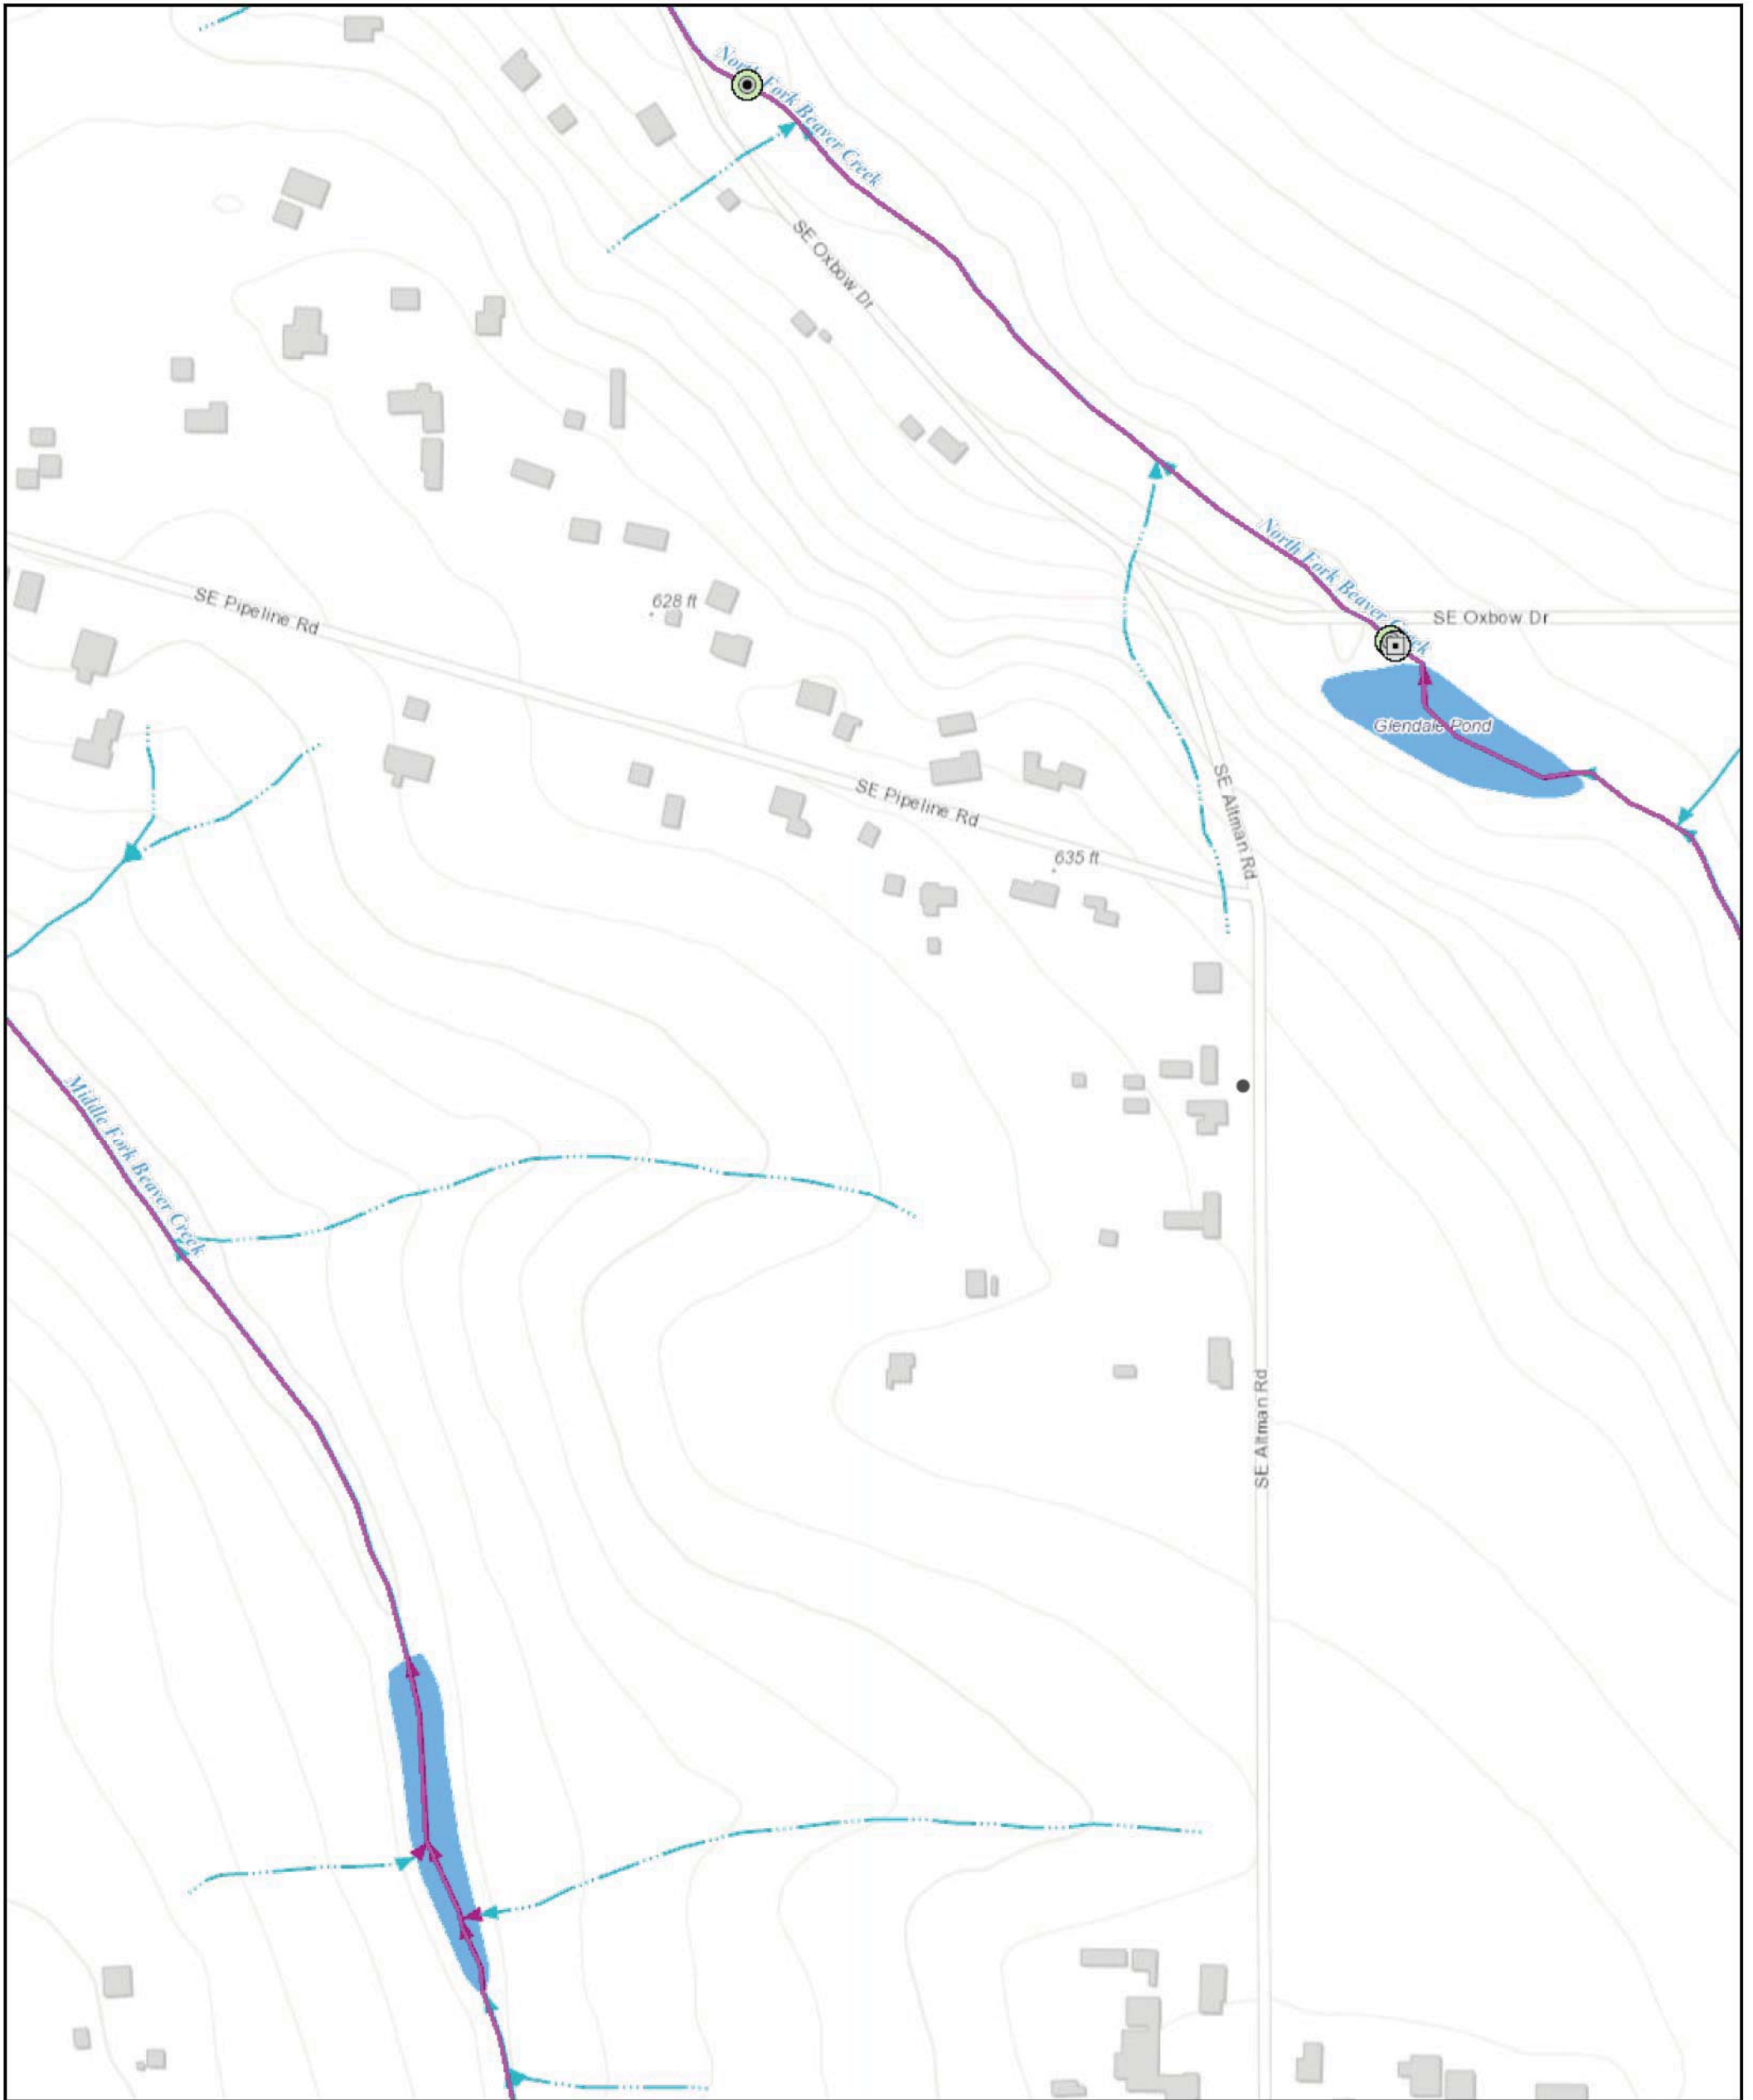 North Fork Beaver Creek
SE Oxbow Dr
North Fork Beaver Creek
SE Pipeline Rd
628 ft
SE Oxbow Dr
Glendale Pond
SE Pipeline Rd
SE Altman Rd
635 ft
Middle Fork Beaver Creek
SE Altman Rd